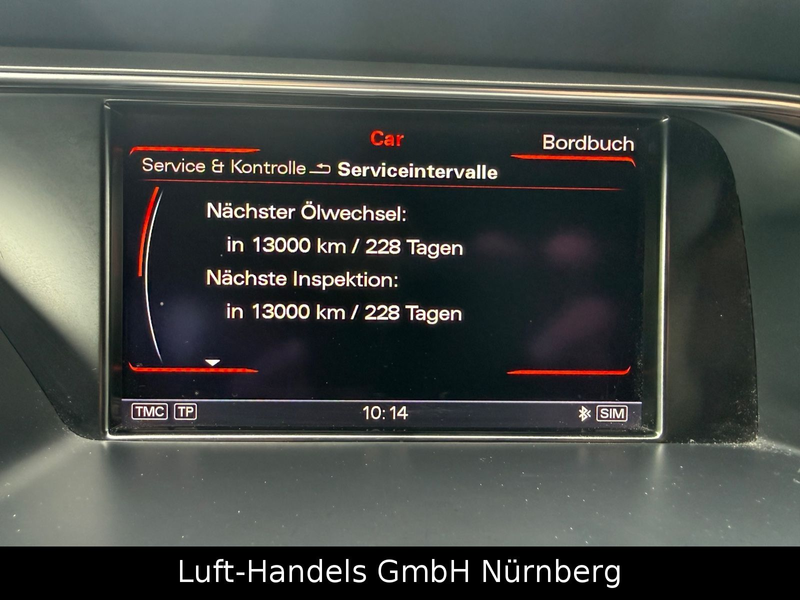 Car
Bordbuch
Service & Kontrolle Serviceintervalle
Nächster Ölwechsel:
in 13000 km / 228 Tagen
Nächste Inspektion:
in 13000 km / 228 Tagen
TMC TP 10:14 SIM
Luft-Handels GmbH Nürnberg